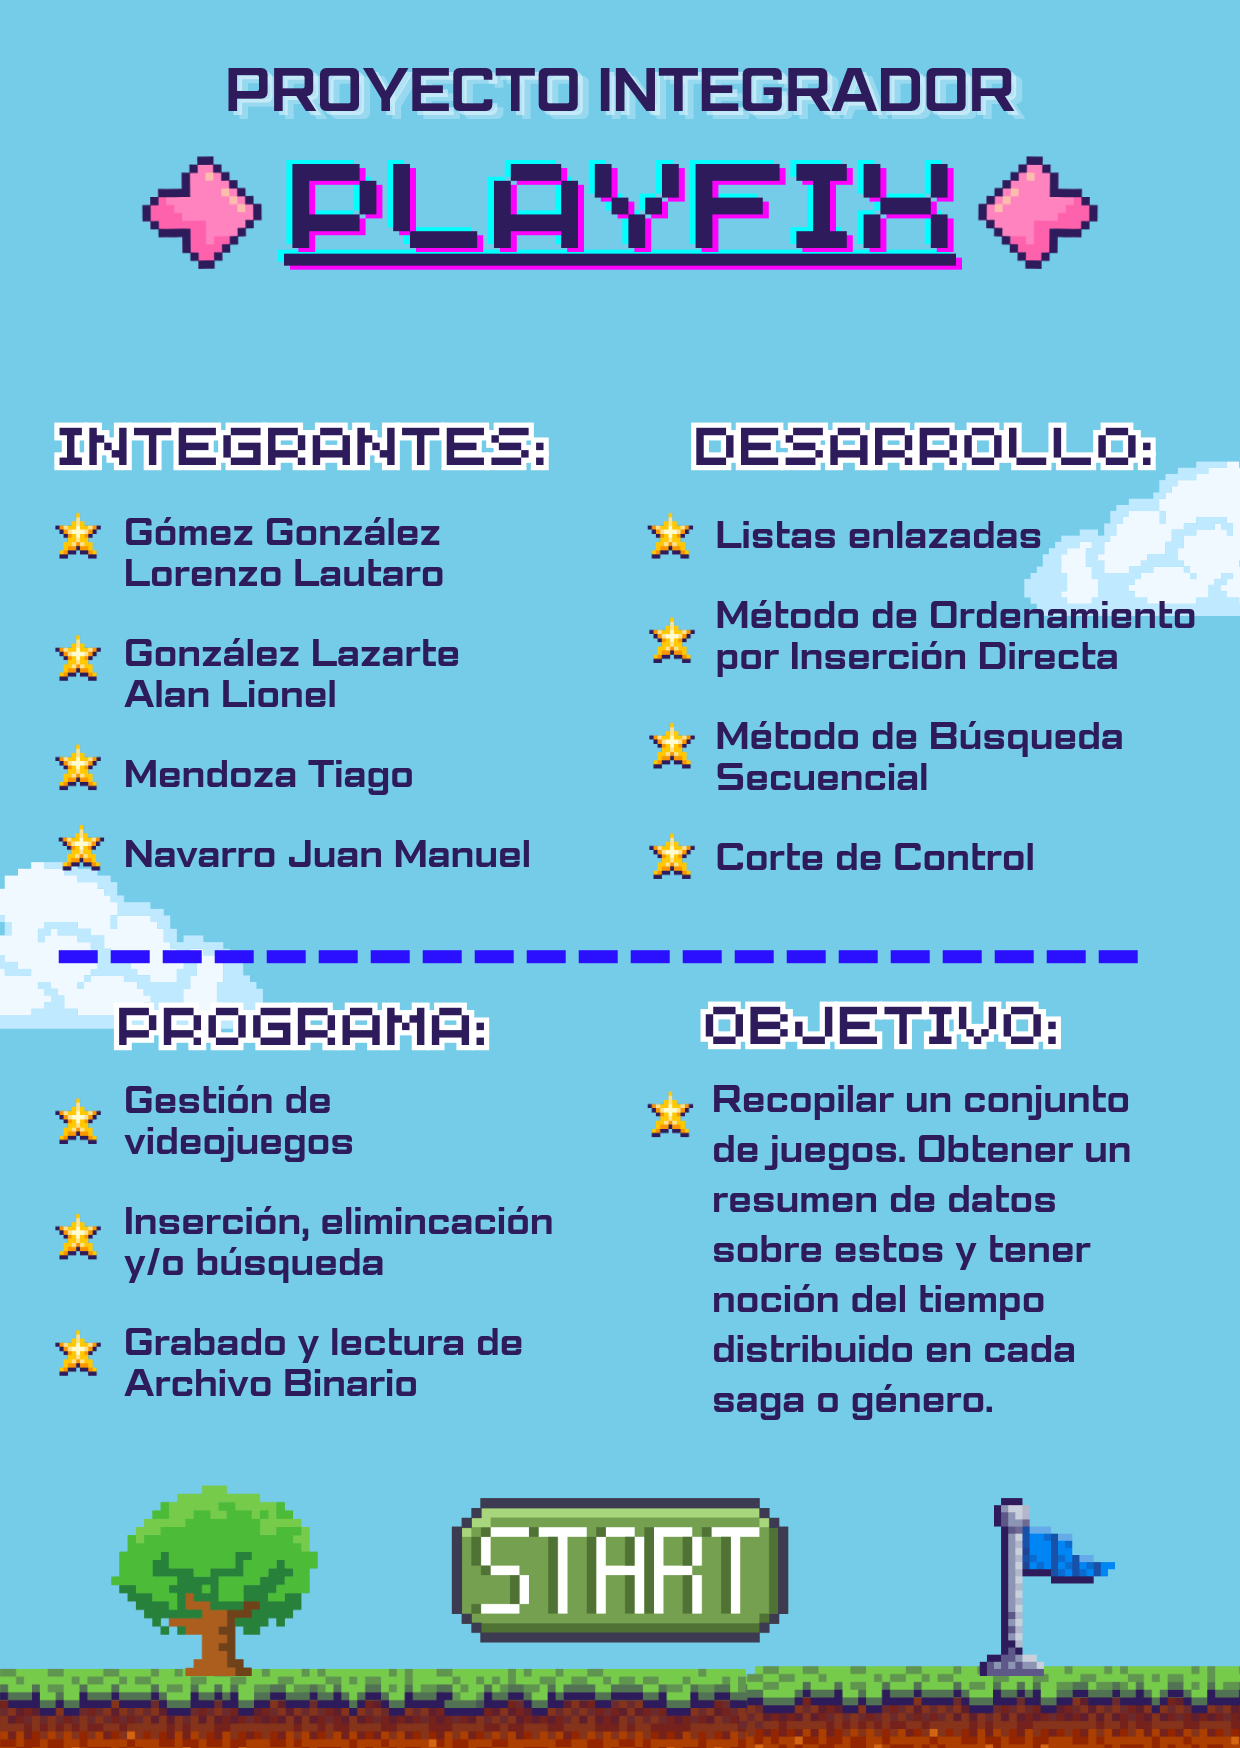 PROYECTO INTEGRADOR
PLAYFIX
INTEGRANTES:
Gómez González
Lorenzo Lautaro
González Lazarte
Alan Lionel
Mendoza Tiago
Navarro Juan Manuel
DESARROLLO:
Listas enlazadas
Método de Ordenamiento
por Inserción Directa
Método de Búsqueda
Secuencial
Corte de Control
PROGRAMA:
Gestión de
videojuegos
Inserción, elimincación
y/o búsqueda
Grabado y lectura de
Archivo Binario
OBJETIVO:
Recopilar un conjunto
de juegos. Obtener un
resumen de datos
sobre estos y tener
noción del tiempo
distribuido en cada
saga o género.
START